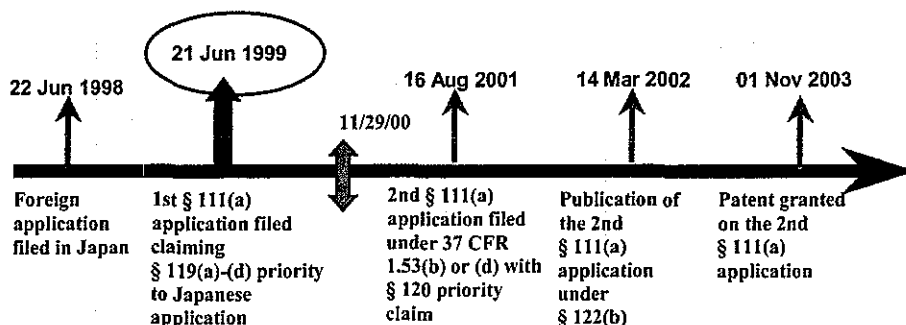 21 Jun 1999
22 Jun 1998
16 Aug 2001
14 Mar 2002
01 Nov 2003
11/29/00
Foreign
application
filed in Japan
1st § 111(a)
application filed
claiming
§ 119(a)-(d) priority
to Japanese
application
2nd § 111(a)
application filed
under 37 CFR
1.53(b) or (d) with
§ 120 priority
claim
Publication of
the 2nd
§ 111(a)
application
under
§ 122(b)
Patent granted
on the 2nd
§ 111(a)
application